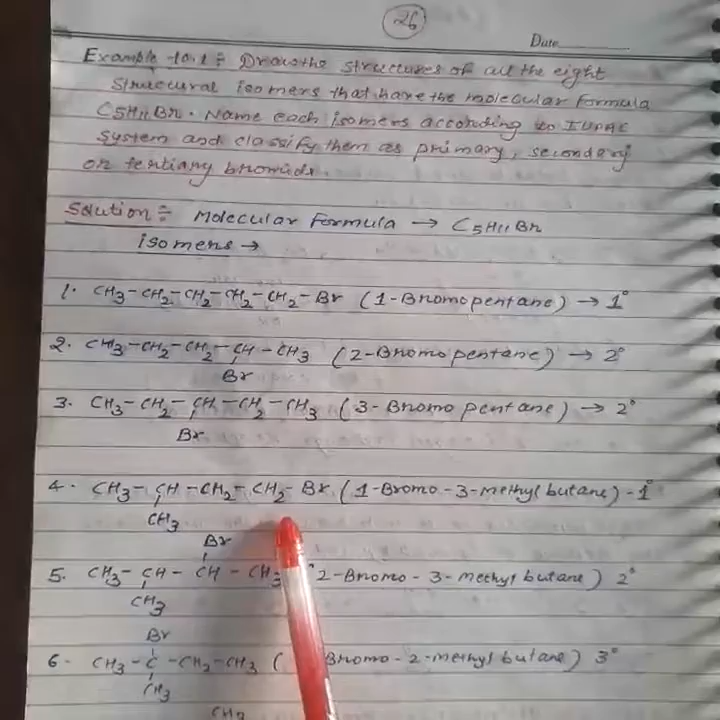 26
Date
Example 10.1 :- Draw the structures of all the eight
structural isomers that have the molecular formula
C5H11Br. Name each isomers according to IUPAC
system and classify them as primary, secondary
or tertiary bromide.
Solution :- Molecular Formula → C5H11Br
isomers →
1. CH3-CH2-CH2-CH2-CH2-Br (1-Bromopentane) → 1°
2. CH3-CH2-CH2-CH-CH3 (2-Bromopentane) → 2°
Br
3. CH3-CH2-CH-CH2-CH3 (3-Bromopentane) → 2°
Br
4. CH3-CH-CH2-CH2-Br (1-Bromo-3-methylbutane) - 1°
CH3
Br
5. CH3-CH-CH-CH3 2-Bromo-3-methylbutane) 2°
CH3
Br
6- CH3-C-CH2-CH3 ( Bromo-2-methylbutane) 3°
CH3
CH3